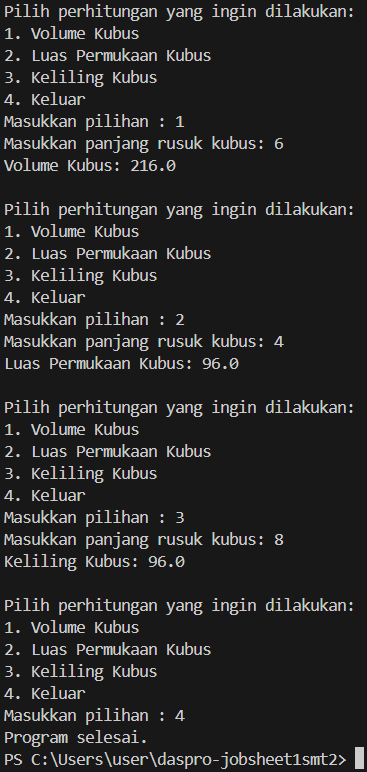 Pilih perhitungan yang ingin dilakukan:
1. Volume Kubus
2. Luas Permukaan Kubus
3. Keliling Kubus
4. Keluar
Masukkan pilihan : 1
Masukkan panjang rusuk kubus: 6
Volume Kubus: 216.0

Pilih perhitungan yang ingin dilakukan:
1. Volume Kubus
2. Luas Permukaan Kubus
3. Keliling Kubus
4. Keluar
Masukkan pilihan : 2
Masukkan panjang rusuk kubus: 4
Luas Permukaan Kubus: 96.0

Pilih perhitungan yang ingin dilakukan:
1. Volume Kubus
2. Luas Permukaan Kubus
3. Keliling Kubus
4. Keluar
Masukkan pilihan : 3
Masukkan panjang rusuk kubus: 8
Keliling Kubus: 96.0

Pilih perhitungan yang ingin dilakukan:
1. Volume Kubus
2. Luas Permukaan Kubus
3. Keliling Kubus
4. Keluar
Masukkan pilihan : 4
Program selesai.
PS C:\Users\user\daspro-jobsheet1smt2>